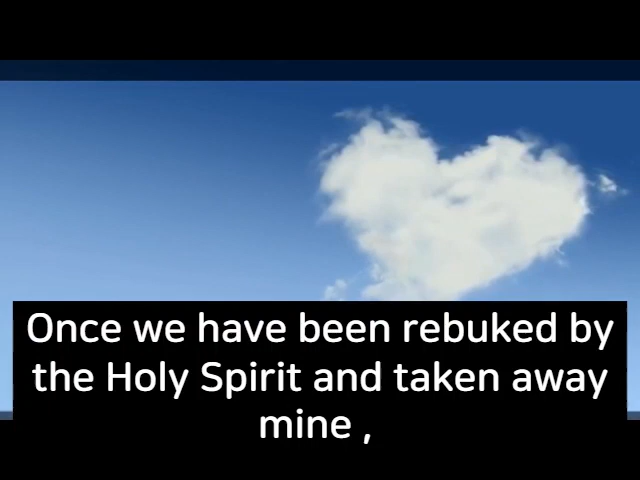 Once we have been rebuked by
the Holy Spirit and taken away
mine ,